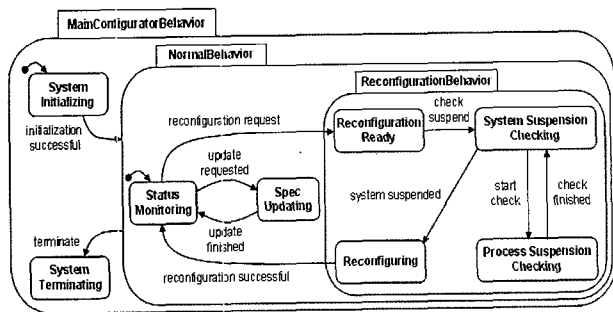 MainConfiguratorBehavior
NormalBehavior
System
Initializing
ReconfigurationBehavior
initialization
successful
reconfiguration request
Reconfiguration
Ready
check
suspend
System Suspension
Checking
update
requested
Status
Monitoring
Spec
Updating
system suspended
start
check
check
finished
update
finished
terminate
System
Terminating
reconfiguration successful
Reconfiguring
Process Suspension
Checking